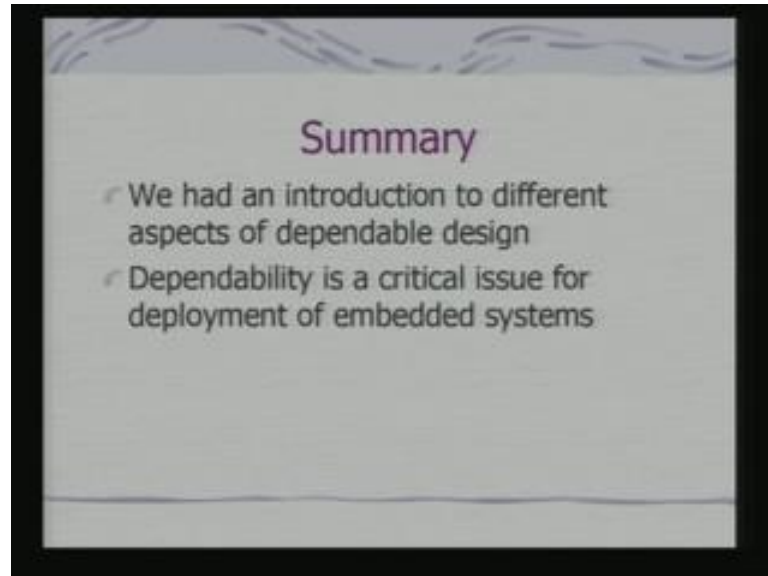 Summary
We had an introduction to different
aspects of dependable design
Dependability is a critical issue for
deployment of embedded systems